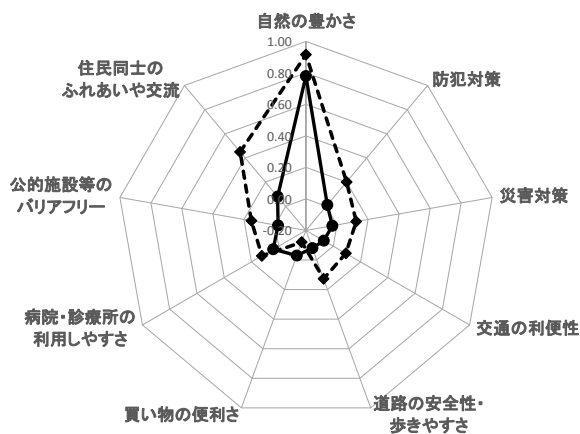 自然の豊かさ
1.00
0.80
0.60
0.40
0.20
0.00
-0.20
防犯対策
災害対策
交通の利便性
道路の安全性・
歩きやすさ
買い物の便利さ
病院・診療所の
利用しやすさ
公的施設等の
バリアフリー
住民同士の
ふれあいや交流